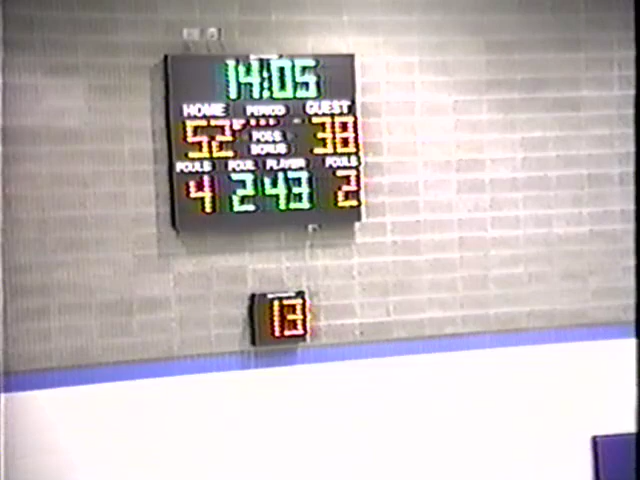 14:05
HOME PERIOD GUEST
52 POSS 38
BONUS
FOULS FOUL PLAYER FOULS
4 2 43 2
13